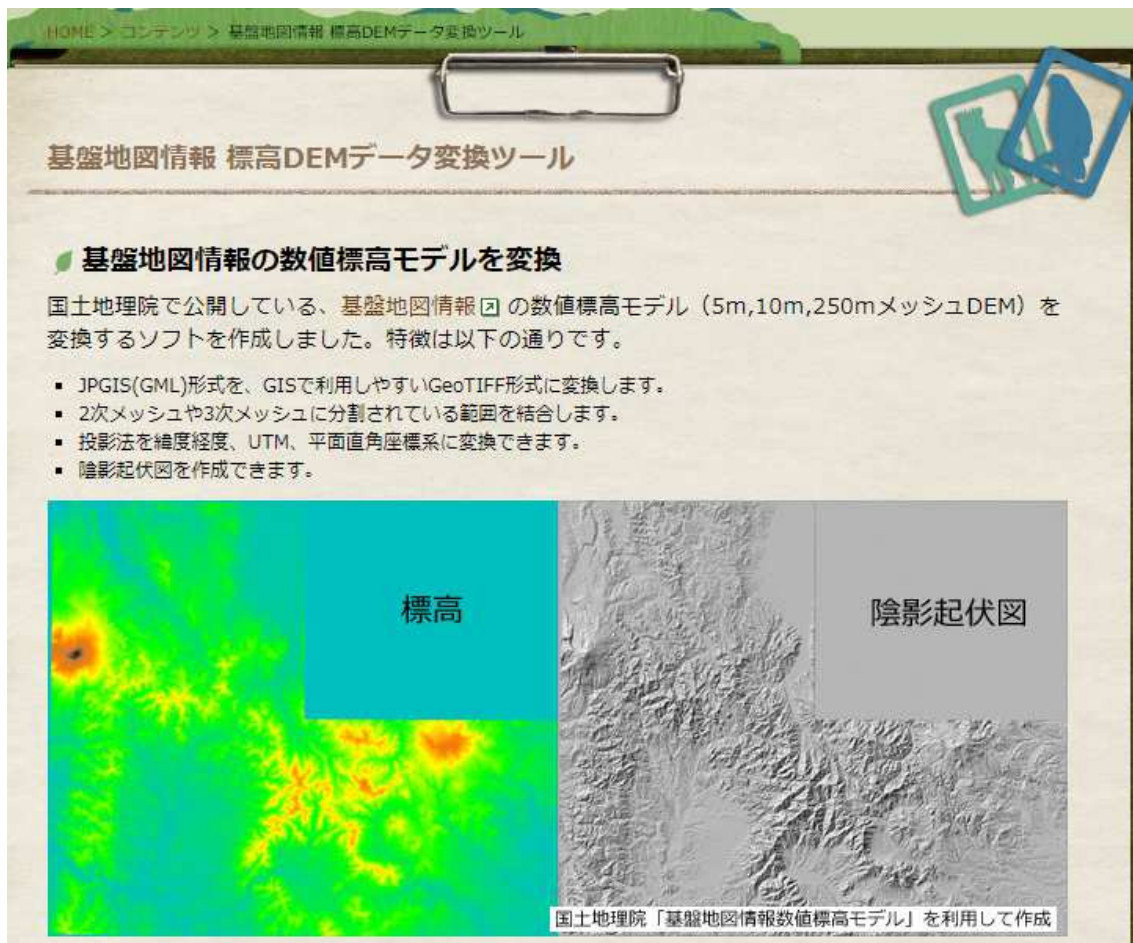 HOME > コンテンツ > 基盤地図情報 標高DEMデータ変換ツール
基盤地図情報 標高DEMデータ変換ツール
基盤地図情報の数値標高モデルを変換
国土地理院で公開している、基盤地図情報 の数値標高モデル（5m,10m,250mメッシュDEM）を
変換するソフトを作成しました。特徴は以下の通りです。
▪ JPGIS(GML)形式を、GISで利用しやすいGeoTIFF形式に変換します。
▪ 2次メッシュや3次メッシュに分割されている範囲を結合します。
▪ 投影法を緯度経度、UTM、平面直角座標系に変換できます。
▪ 陰影起伏図を作成できます。
標高
陰影起伏図
国土地理院「基盤地図情報数値標高モデル」を利用して作成